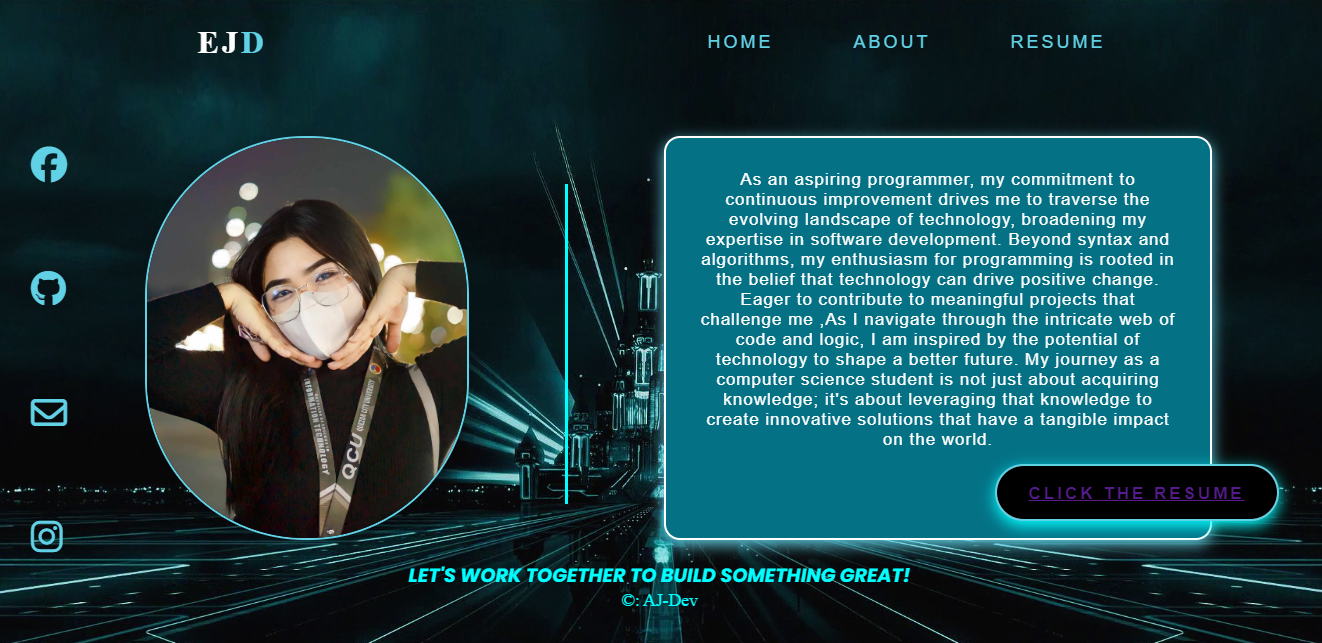 EJD
HOME ABOUT RESUME
As an aspiring programmer, my commitment to
continuous improvement drives me to traverse the
evolving landscape of technology, broadening my
expertise in software development. Beyond syntax and
algorithms, my enthusiasm for programming is rooted in
the belief that technology can drive positive change.
Eager to contribute to meaningful projects that
challenge me ,As I navigate through the intricate web of
code and logic, I am inspired by the potential of
technology to shape a better future. My journey as a
computer science student is not just about acquiring
knowledge; it's about leveraging that knowledge to
create innovative solutions that have a tangible impact
on the world.
INFORMATION TECHNOLOGY
QCU QUEZON CITY UNIVERSITY
CLICK THE RESUME
LET'S WORK TOGETHER TO BUILD SOMETHING GREAT!
©: AJ-Dev